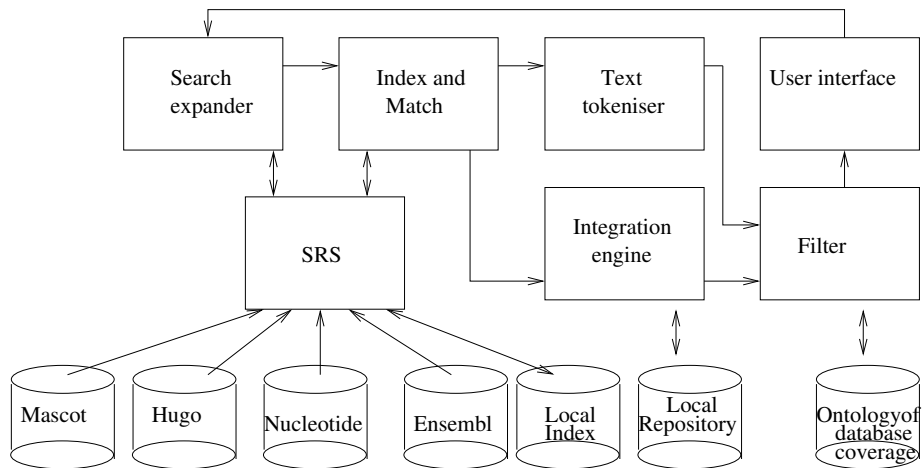 Search
expander
Index and
Match
Text
tokeniser
User interface
SRS
Integration
engine
Filter
Mascot
Hugo
Nucleotide
Ensembl
Local
Index
Local
Repository
Ontologyof
database
coverage